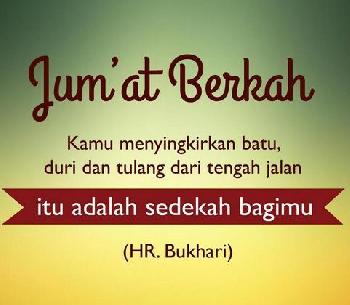 Jum'at Berkah
Kamu menyingkirkan batu,
duri dan tulang dari tengah jalan
itu adalah sedekah bagimu
(HR. Bukhari)